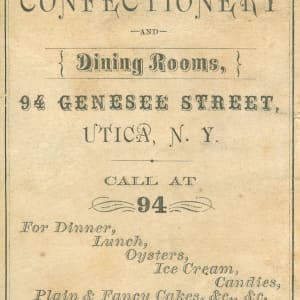 CONFECTIONERY
—AND—
{ Dining Rooms, }
94 GENESEE STREET,
UTICA, N. Y.
CALL AT
94
For Dinner,
Lunch,
Oysters,
Ice Cream,
Candies,
Plain & Fancy Cakes, &c., &c.